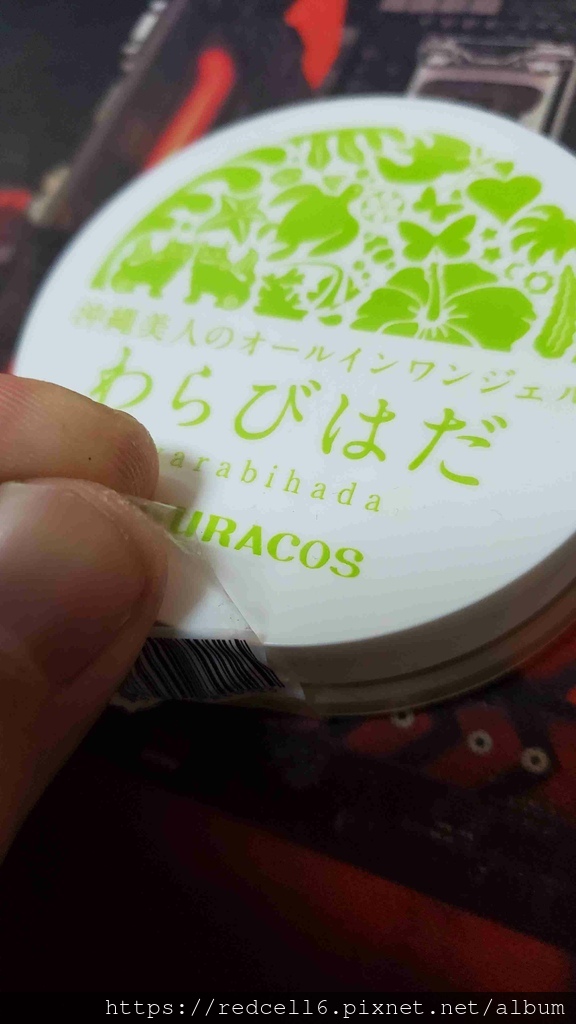 沖縄美人のオールインワンジェル
わらびはだ
warabihada
URACOS
https://redcell6.pixnet.net/album